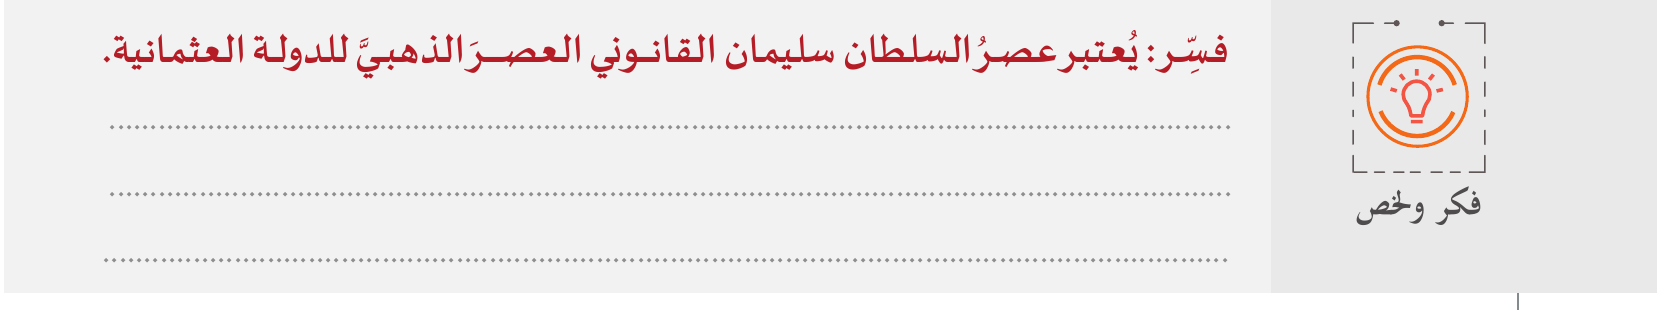 فسِّر: يُعتبر عصرُ السلطان سليمان القانوني العصرَ الذهبيَّ للدولة العثمانية.
فكر ولخص